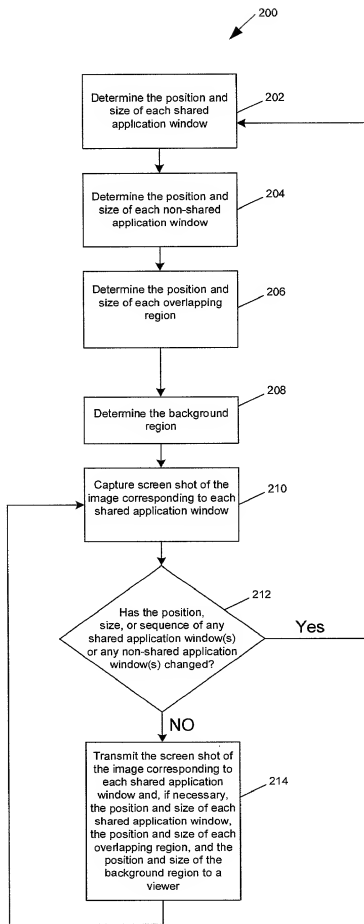 200
Determine the position and
size of each shared
application window
202
Determine the position and
size of each non-shared
application window
204
Determine the position and
size of each overlapping
region
206
208
Determine the background
region
Capture screen shot of the
image corresponding to each
shared application window
210
212
Has the position,
size, or sequence of any
shared application window(s)
or any non-shared application
window(s) changed?
Yes
NO
Transmit the screen shot of
the image corresponding to
each shared application
window and, if necessary,
the position and size of each
shared application window,
the position and size of each
overlapping region, and the
position and size of the
background region to a
viewer
214